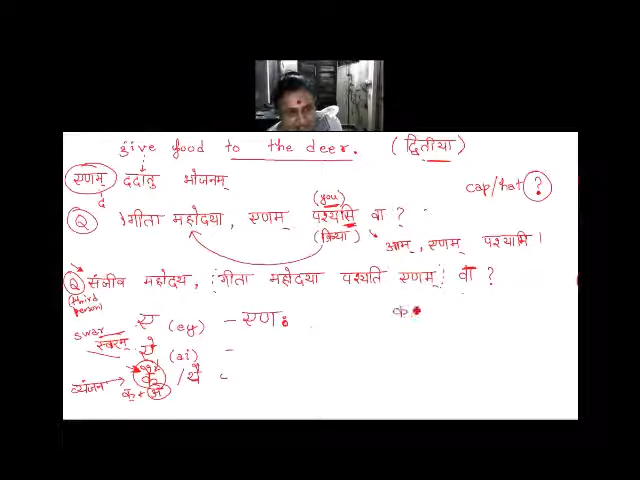 give food to the deer. (द्वितीया)
एणम् ददातु भोजनम्
cap/hat ?
द
(you)
Q गीता महोदया, एणम् पश्यसि वा ?
(क्रिया)
आम्, एणम् पश्यामि ।
Q संजीव महोदय, गीता महोदया पश्यति एणम् वा ?
(third person)
swar ए (ey) – एण:
स्वरम् ऐ (ai) –
व्यंजन → के / थै –
क्+
क